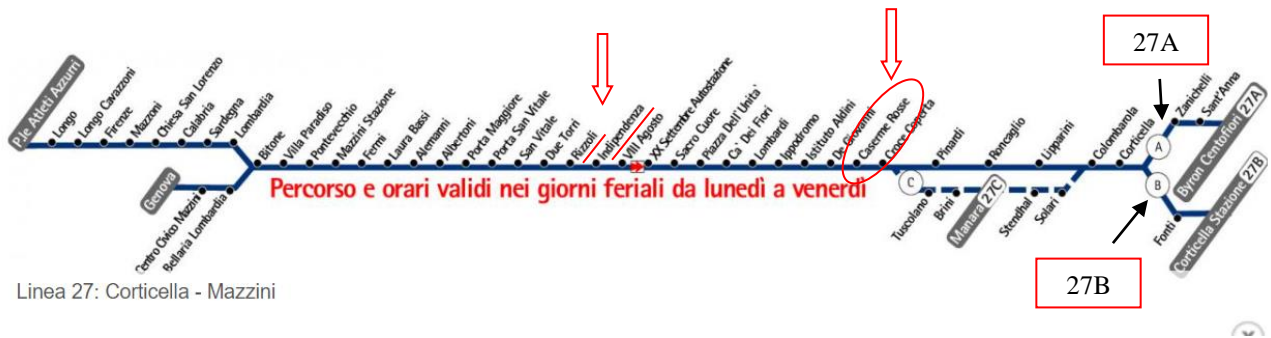 27A
P.le Atleti Azzurri
Longo
Longo Cavazzoni
Firenze
Mazzoni
Chiesa San Lorenzo
Calabria
Sardegna
Lombardia
Bitone
Villa Paradiso
Pontevecchio
Mazzini Stazione
Fermi
Laura Bassi
Alemanni
Albertoni
Porta Maggiore
Porta San Vitale
San Vitale
Due Torri
Rizzoli
Indipendenza
VIII Agosto
XX Settembre Autostazione
Sacro Cuore
Piazza Dell'Unita`
Ca` Dei Fiori
Lombardi
Ippodromo
Istituto Aldini
De Giovanni
Caserme Rosse
Croce Coperta
Pinardi
Roncaglio
Lipparini
Colombarola
Corticella
A
Zanichelli
Sant'Anna
Byron Centofiori 27A
Genova
Centro Civico Mazzini
Bellaria Lombardia
Percorso e orari validi nei giorni feriali da lunedì a venerdì
C
Tuscolano
Brini
Manara 27C
Stendhal
Solari
B
Fonti
Corticella Stazione 27B
27B
Linea 27: Corticella - Mazzini